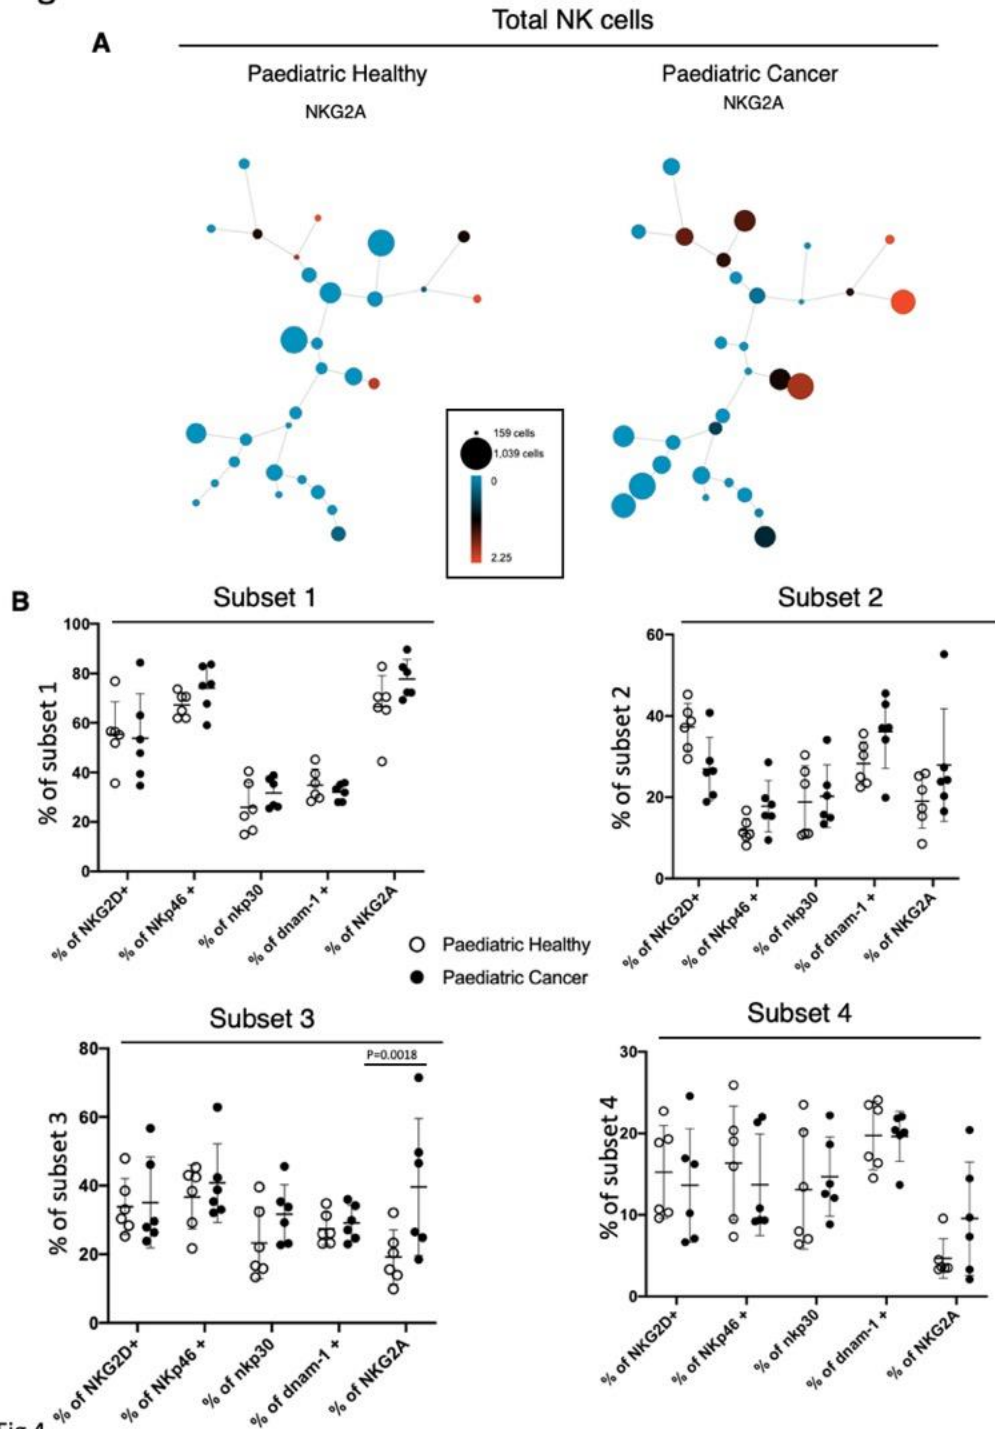 Total NK cells
A
Paediatric Healthy
Paediatric Cancer
NKG2A
NKG2A
159 cells
1,039 cells
0
2.25
B
Subset 1
% of subset 1
100
80
60
40
20
0
% of NKG2D+
% of NKp46 +
% of nkp30
% of dnam-1 +
% of NKG2A
Subset 2
% of subset 2
60
40
20
0
% of NKG2D+
% of NKp46 +
% of nkp30
% of dnam-1 +
% of NKG2A
Paediatric Healthy
Paediatric Cancer
Subset 3
P=0.0018
% of subset 3
80
60
40
20
0
% of NKG2D+
% of NKp46 +
% of nkp30
% of dnam-1 +
% of NKG2A
Subset 4
% of subset 4
30
20
10
0
% of NKG2D+
% of NKp46 +
% of nkp30
% of dnam-1 +
% of NKG2A